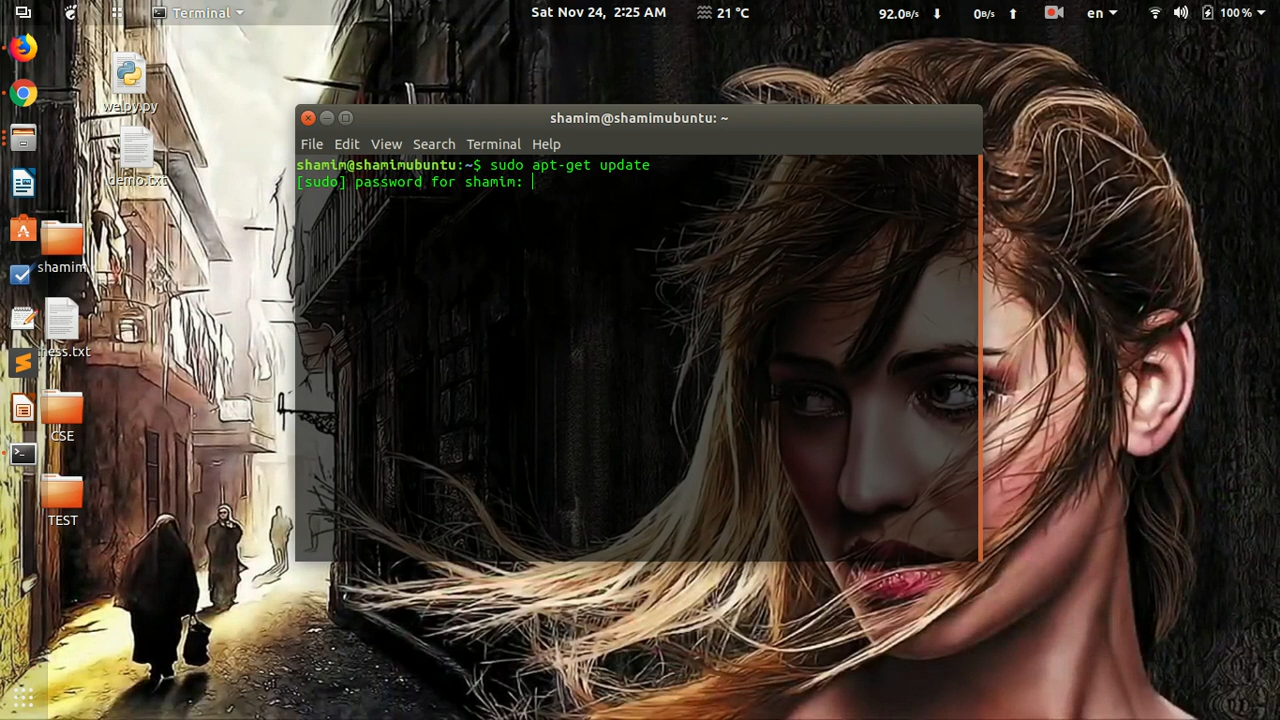 Terminal
Sat Nov 24, 2:25 AM
21 °C
92.0B/s
0B/s
en
100 %
welpy.py
demo.txt
shamim
ness.txt
CSE
TEST
shamim@shamimubuntu: ~
File Edit View Search Terminal Help
shamim@shamimubuntu:~$ sudo apt-get update
[sudo] password for shamim: